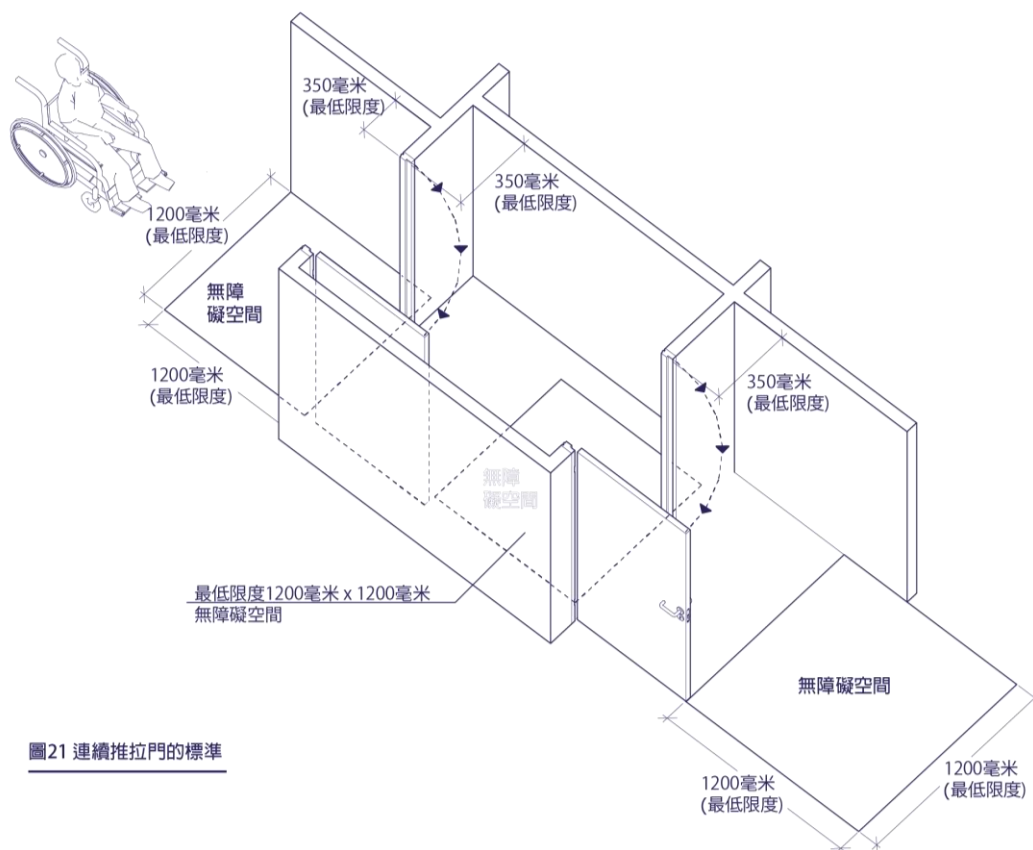 350毫米
(最低限度)
350毫米
(最低限度)
1200毫米
(最低限度)
無障
礙空間
1200毫米
(最低限度)
350毫米
(最低限度)
無障
礙空間
最低限度1200毫米 x 1200毫米
無障礙空間
無障礙空間
圖21 連續推拉門的標準
1200毫米
(最低限度)
1200毫米
(最低限度)